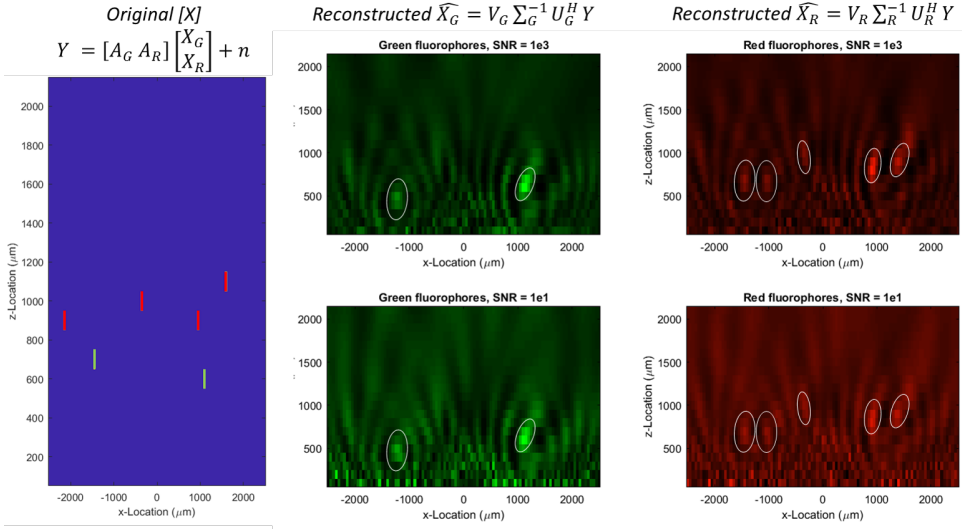 Original [X]
Y = [A_G A_R] [X_G X_R] + n
2000
1800
1600
1400
1200
1000
800
600
400
200
z-Location (μm)
-2000 -1000 0 1000 2000
x-Location (μm)
Reconstructed \widehat{X_G} = V_G Σ_G^{-1} U_G^H Y
Green fluorophores, SNR = 1e3
2000
1500
1000
500
-2000 -1000 0 1000 2000
x-Location (μm)
Green fluorophores, SNR = 1e1
2000
1500
1000
500
-2000 -1000 0 1000 2000
x-Location (μm)
Reconstructed \widehat{X_R} = V_R Σ_R^{-1} U_R^H Y
Red fluorophores, SNR = 1e3
2000
1500
1000
500
z-Location (μm)
-2000 -1000 0 1000 2000
x-Location (μm)
Red fluorophores, SNR = 1e1
2000
1500
1000
500
z-Location (μm)
-2000 -1000 0 1000 2000
x-Location (μm)